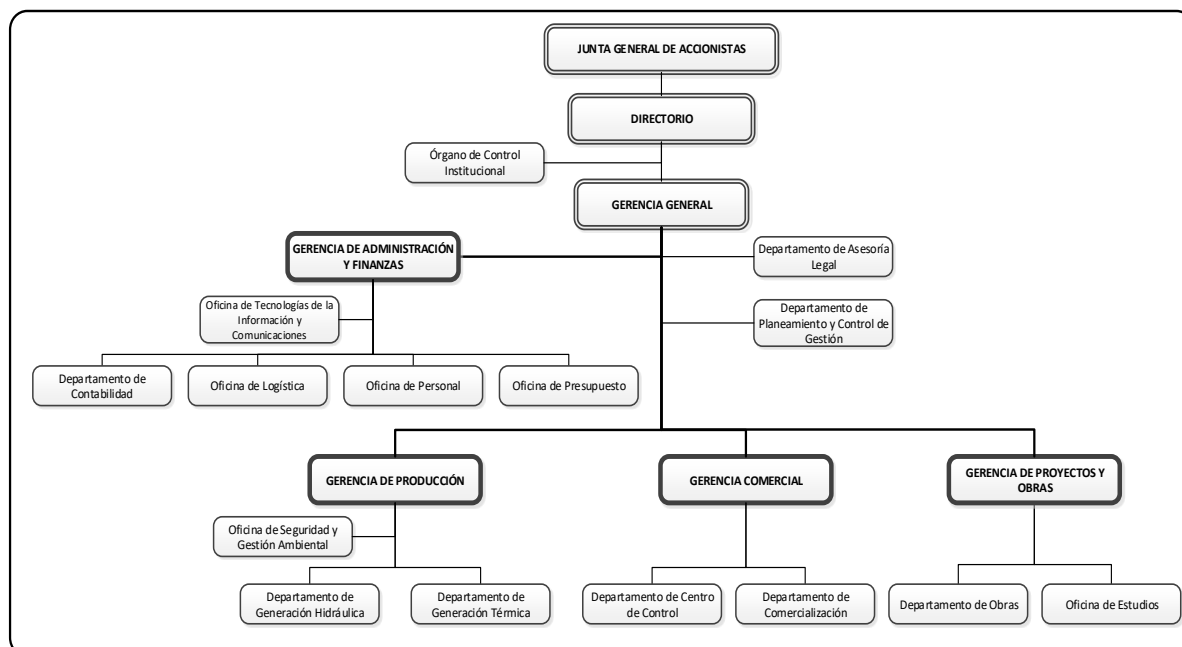 JUNTA GENERAL DE ACCIONISTAS
DIRECTORIO
Órgano de Control
Institucional
GERENCIA GENERAL
GERENCIA DE ADMINISTRACIÓN
Y FINANZAS
Departamento de Asesoría
Legal
Oficina de Tecnologías de la
Información y
Comunicaciones
Departamento de
Planeamiento y Control de
Gestión
Departamento de
Contabilidad
Oficina de Logística
Oficina de Personal
Oficina de Presupuesto
GERENCIA DE PRODUCCIÓN
GERENCIA COMERCIAL
GERENCIA DE PROYECTOS Y
OBRAS
Oficina de Seguridad y
Gestión Ambiental
Departamento de
Generación Hidráulica
Departamento de
Generación Térmica
Departamento de Centro
de Control
Departamento de
Comercialización
Departamento de Obras
Oficina de Estudios